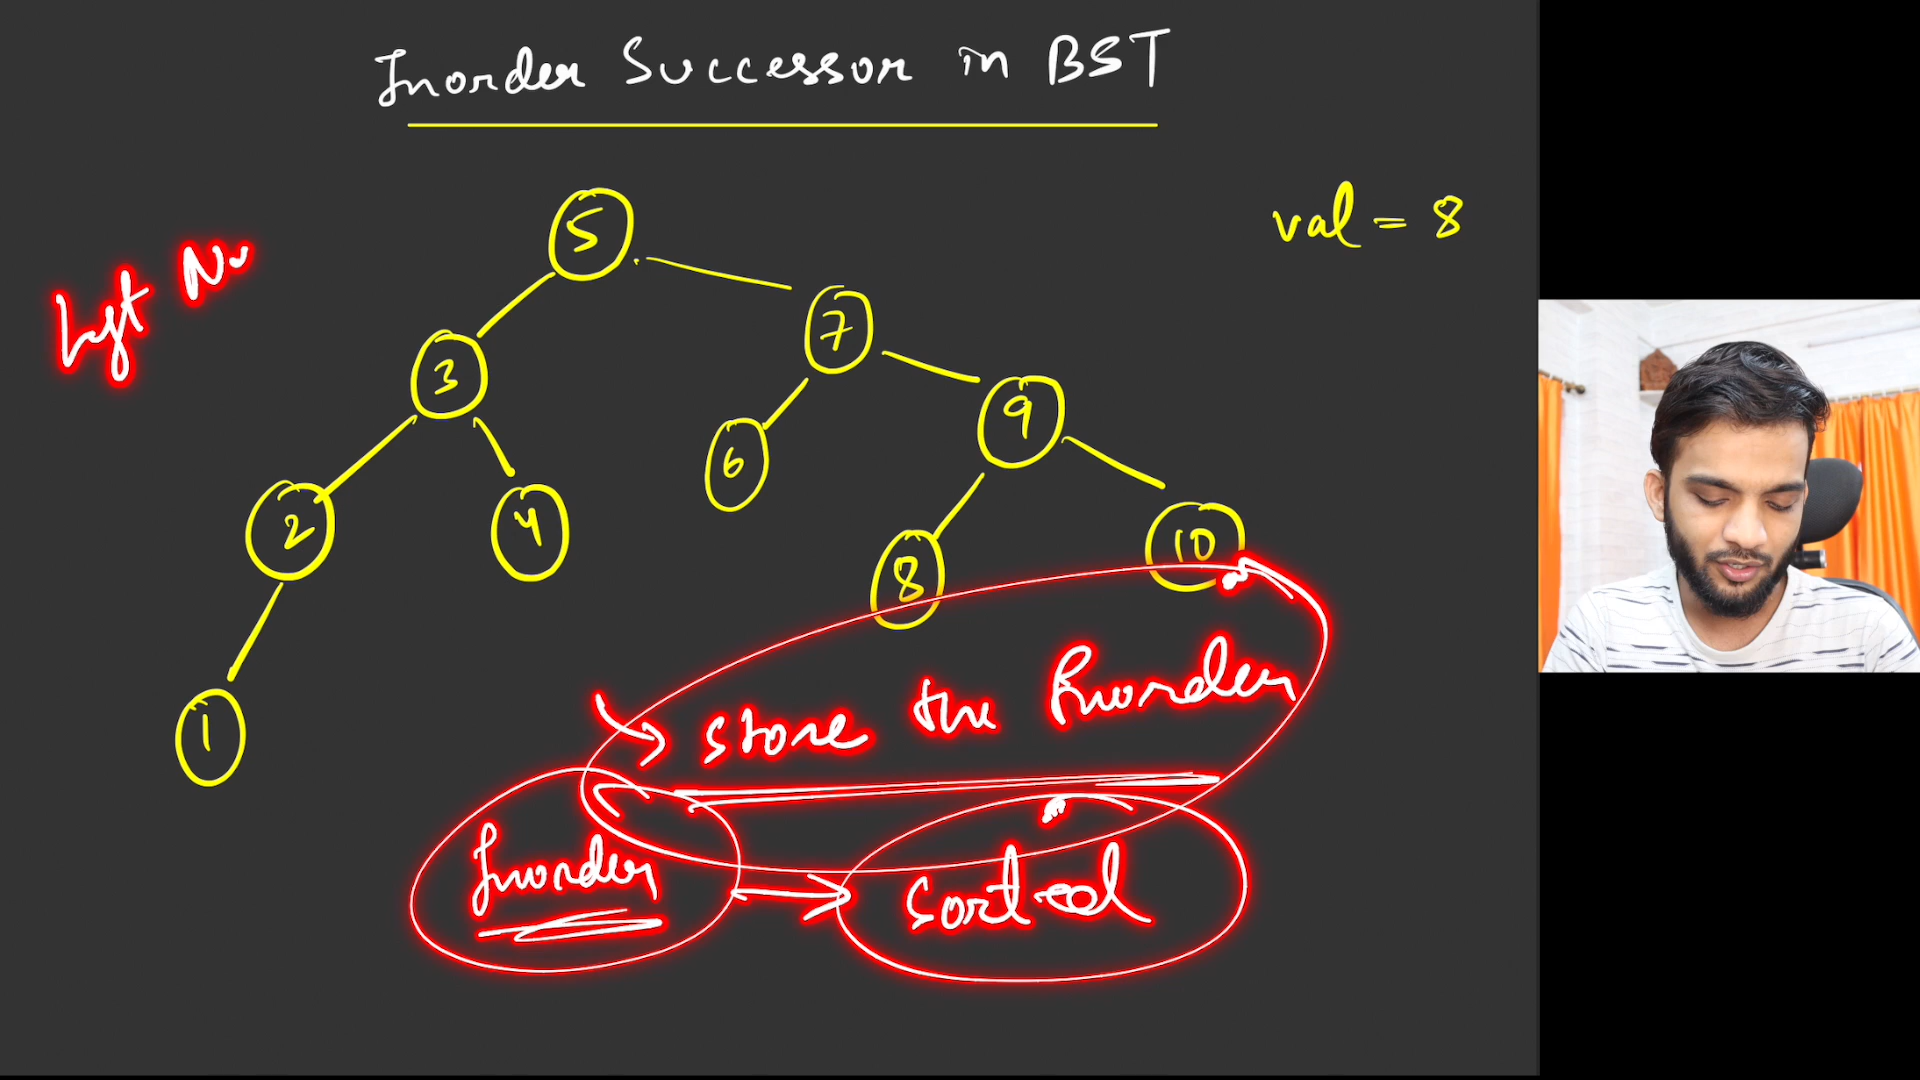 Inorder Successor in BST
val = 8
5
Left
7
3
9
6
2
4
10
8
1
→ store the Inorder
Inorder → sorted